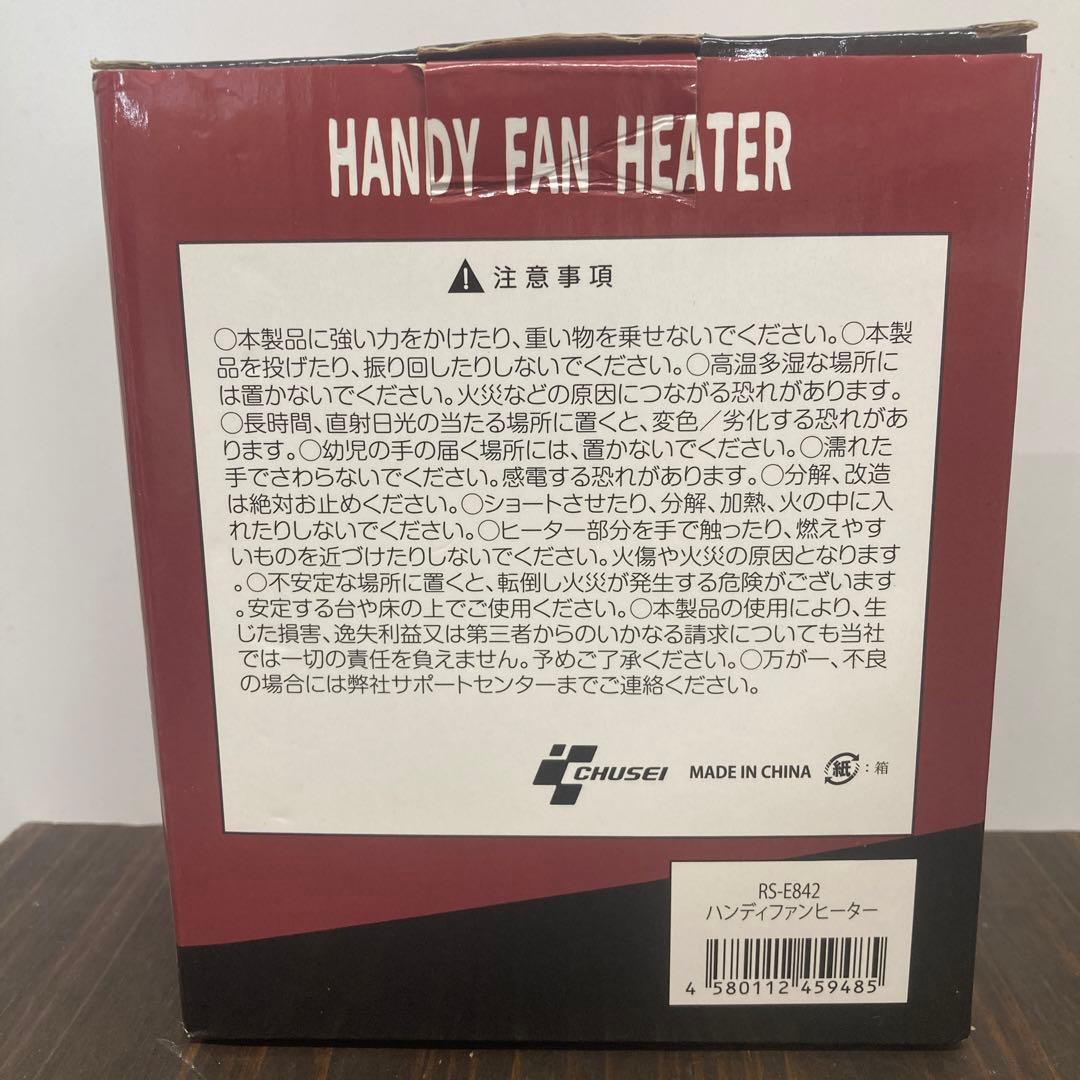 HANDY FAN HEATER
注意事項
○本製品に強い力をかけたり、重い物を乗せないでください。○本製
品を投げたり、振り回したりしないでください。○高温多湿な場所に
は置かないでください。火災などの原因につながる恐れがあります。
○長時間、直射日光の当たる場所に置くと、変色／劣化する恐れがあ
ります。○幼児の手の届く場所には、置かないでください。○濡れた
手でさわらないでください。感電する恐れがあります。○分解、改造
は絶対お止めください。○ショートさせたり、分解、加熱、火の中に入
れたりしないでください。○ヒーター部分を手で触ったり、燃えやす
いものを近づけたりしないでください。火傷や火災の原因となります
。○不安定な場所に置くと、転倒し火災が発生する危険がございます
。安定する台や床の上でご使用ください。○本製品の使用により、生
じた損害、逸失利益又は第三者からのいかなる請求についても当社
では一切の責任を負えません。予めご了承ください。○万が一、不良
の場合には弊社サポートセンターまでご連絡ください。
CHUSEI MADE IN CHINA 紙:箱
RS-E842
ハンディファンヒーター
4 580112 459485